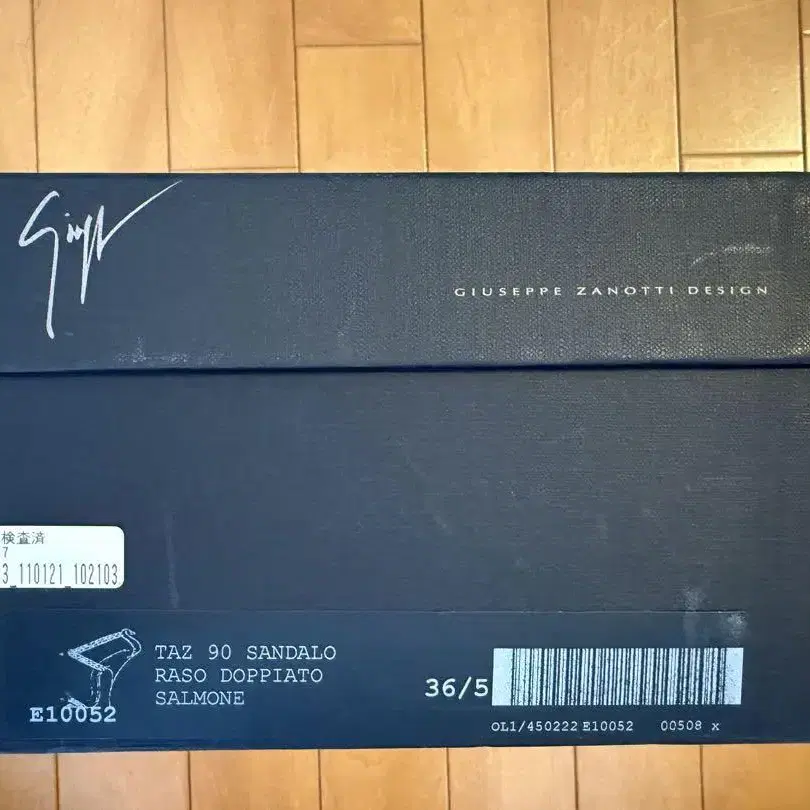 Giuseppe
GIUSEPPE ZANOTTI DESIGN
検査済
7
3_110121_102103
TAZ 90 SANDALO
RASO DOPPIATO
SALMONE
E10052
36/5
OL1/450222 E10052 00508 x